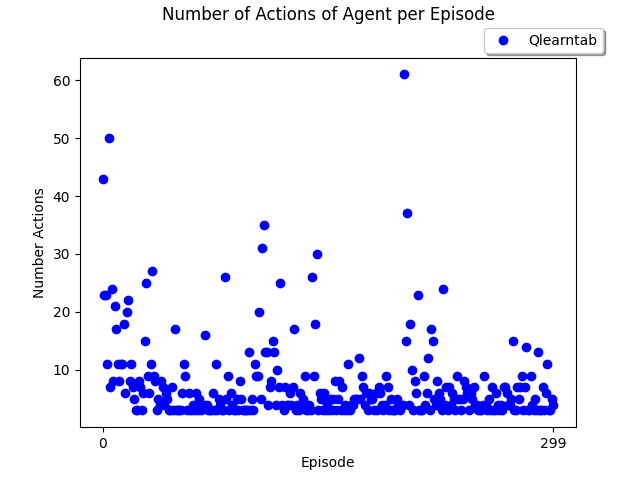 Number of Actions of Agent per Episode
Qlearntab
60
50
40
30
20
10
Number Actions
0
299
Episode